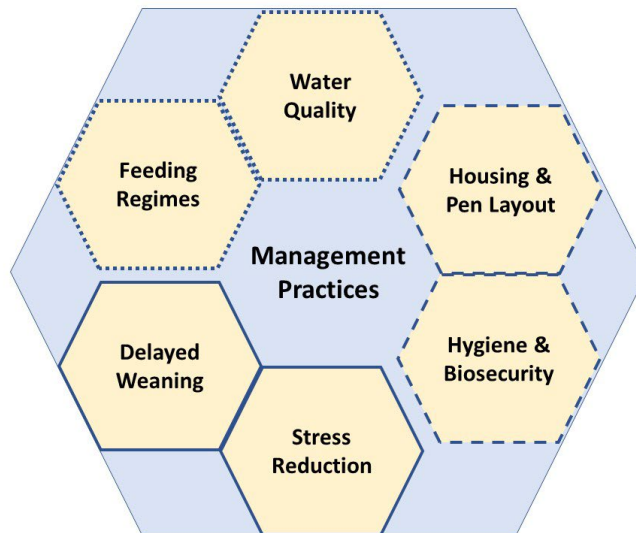 Water
Quality
Feeding
Regimes
Housing &
Pen Layout
Management
Practices
Delayed
Weaning
Hygiene &
Biosecurity
Stress
Reduction